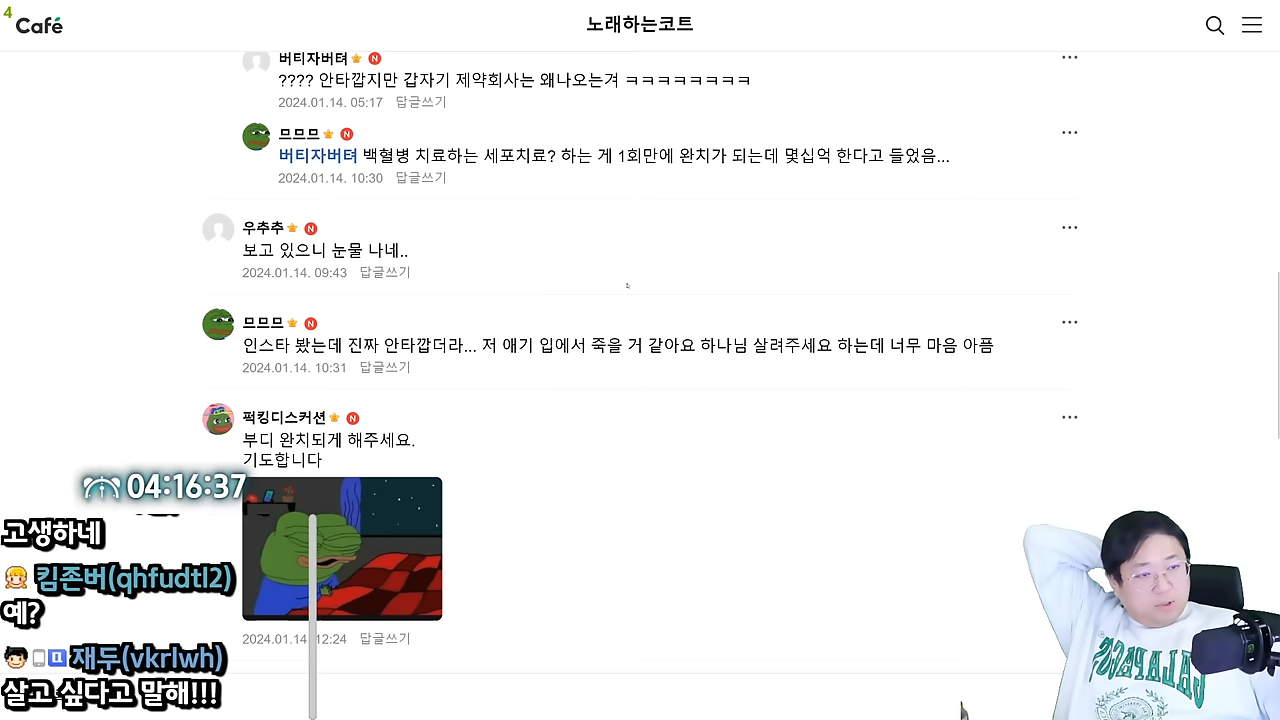 4
Café
노래하는코트
버티자버텨 N
???? 안타깝지만 갑자기 제약회사는 왜나오는겨 ㅋㅋㅋㅋㅋㅋㅋㅋ
2024.01.14. 05:17 답글쓰기
므므므 N
버티자버텨 백혈병 치료하는 세포치료? 하는 게 1회만에 완치가 되는데 몇십억 한다고 들었음...
2024.01.14. 10:30 답글쓰기
우추추 N
보고 있으니 눈물 나네..
2024.01.14. 09:43 답글쓰기
므므므 N
인스타 봤는데 진짜 안타깝더라... 저 애기 입에서 죽을 거 같아요 하나님 살려주세요 하는데 너무 마음 아픔
2024.01.14. 10:31 답글쓰기
퍽킹디스커션 N
부디 완치되게 해주세요.
기도합니다
2024.01.14. 12:24 답글쓰기
04:16:37
고생하네
킴존버(qhfudtl2)
예?
재두(vkrlwh)
살고 싶다고 말해!!!